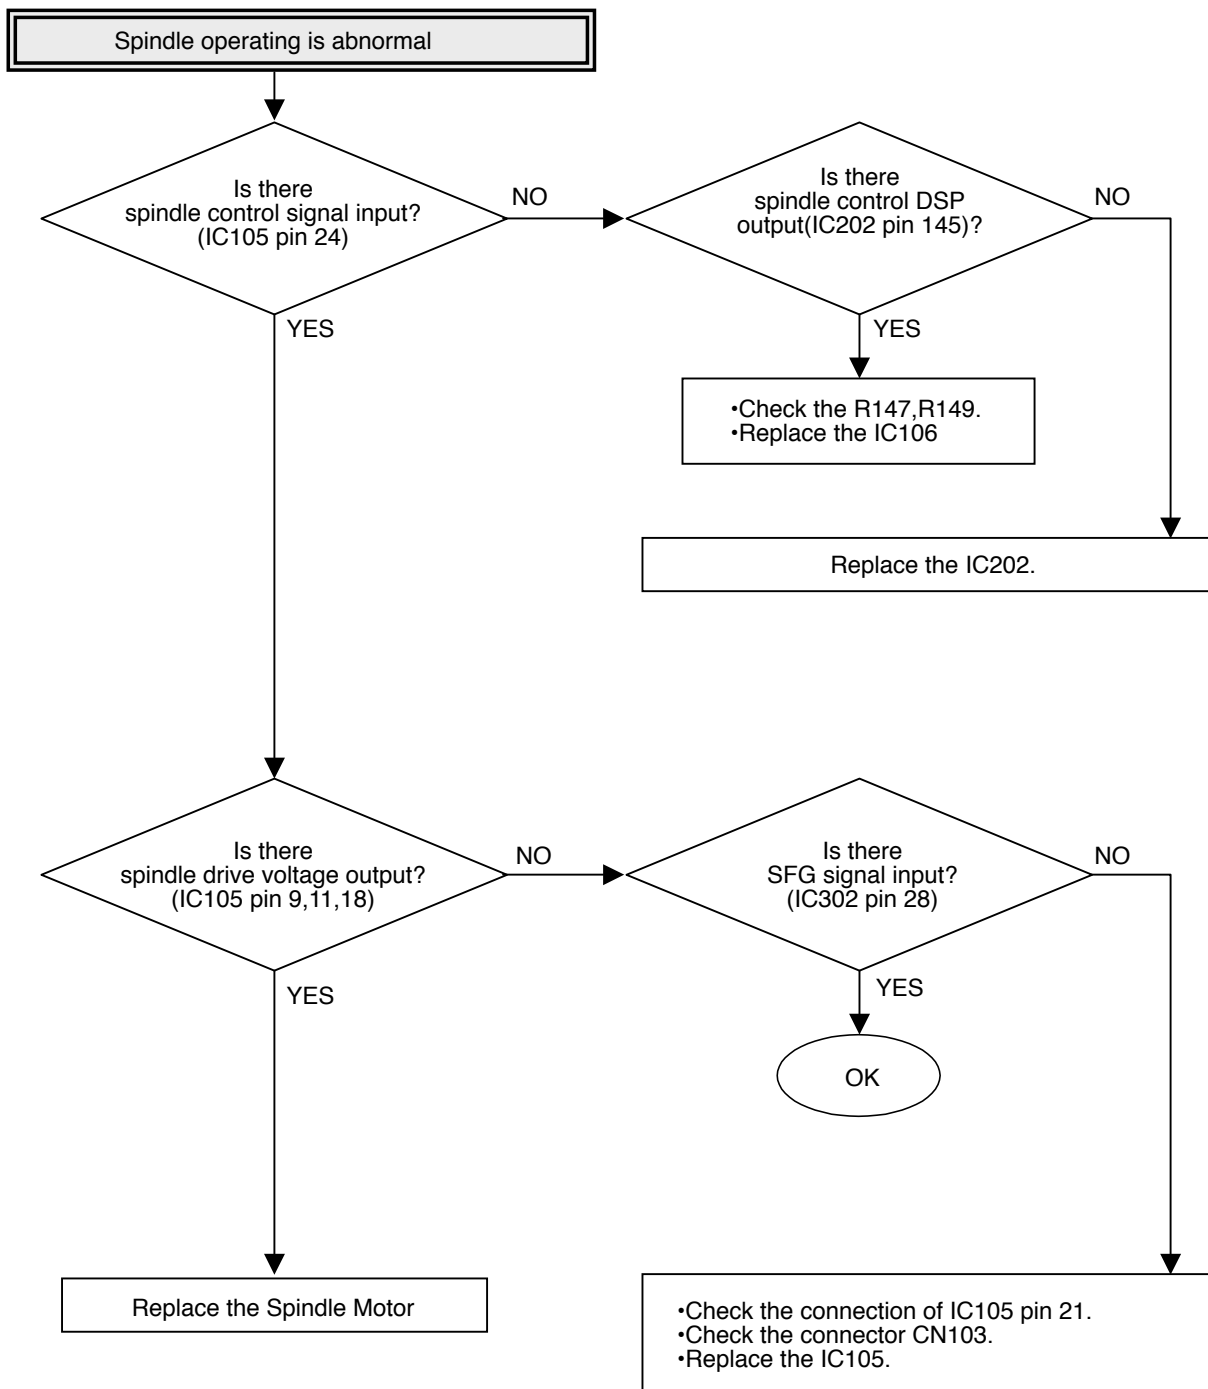 Spindle operating is abnormal
Is there
spindle control signal input?
(IC105 pin 24)
NO
Is there
spindle control DSP
output(IC202 pin 145)?
NO
YES
YES
•Check the R147,R149.
•Replace the IC106
Replace the IC202.
Is there
spindle drive voltage output?
(IC105 pin 9,11,18)
NO
Is there
SFG signal input?
(IC302 pin 28)
NO
YES
YES
OK
Replace the Spindle Motor
•Check the connection of IC105 pin 21.
•Check the connector CN103.
•Replace the IC105.